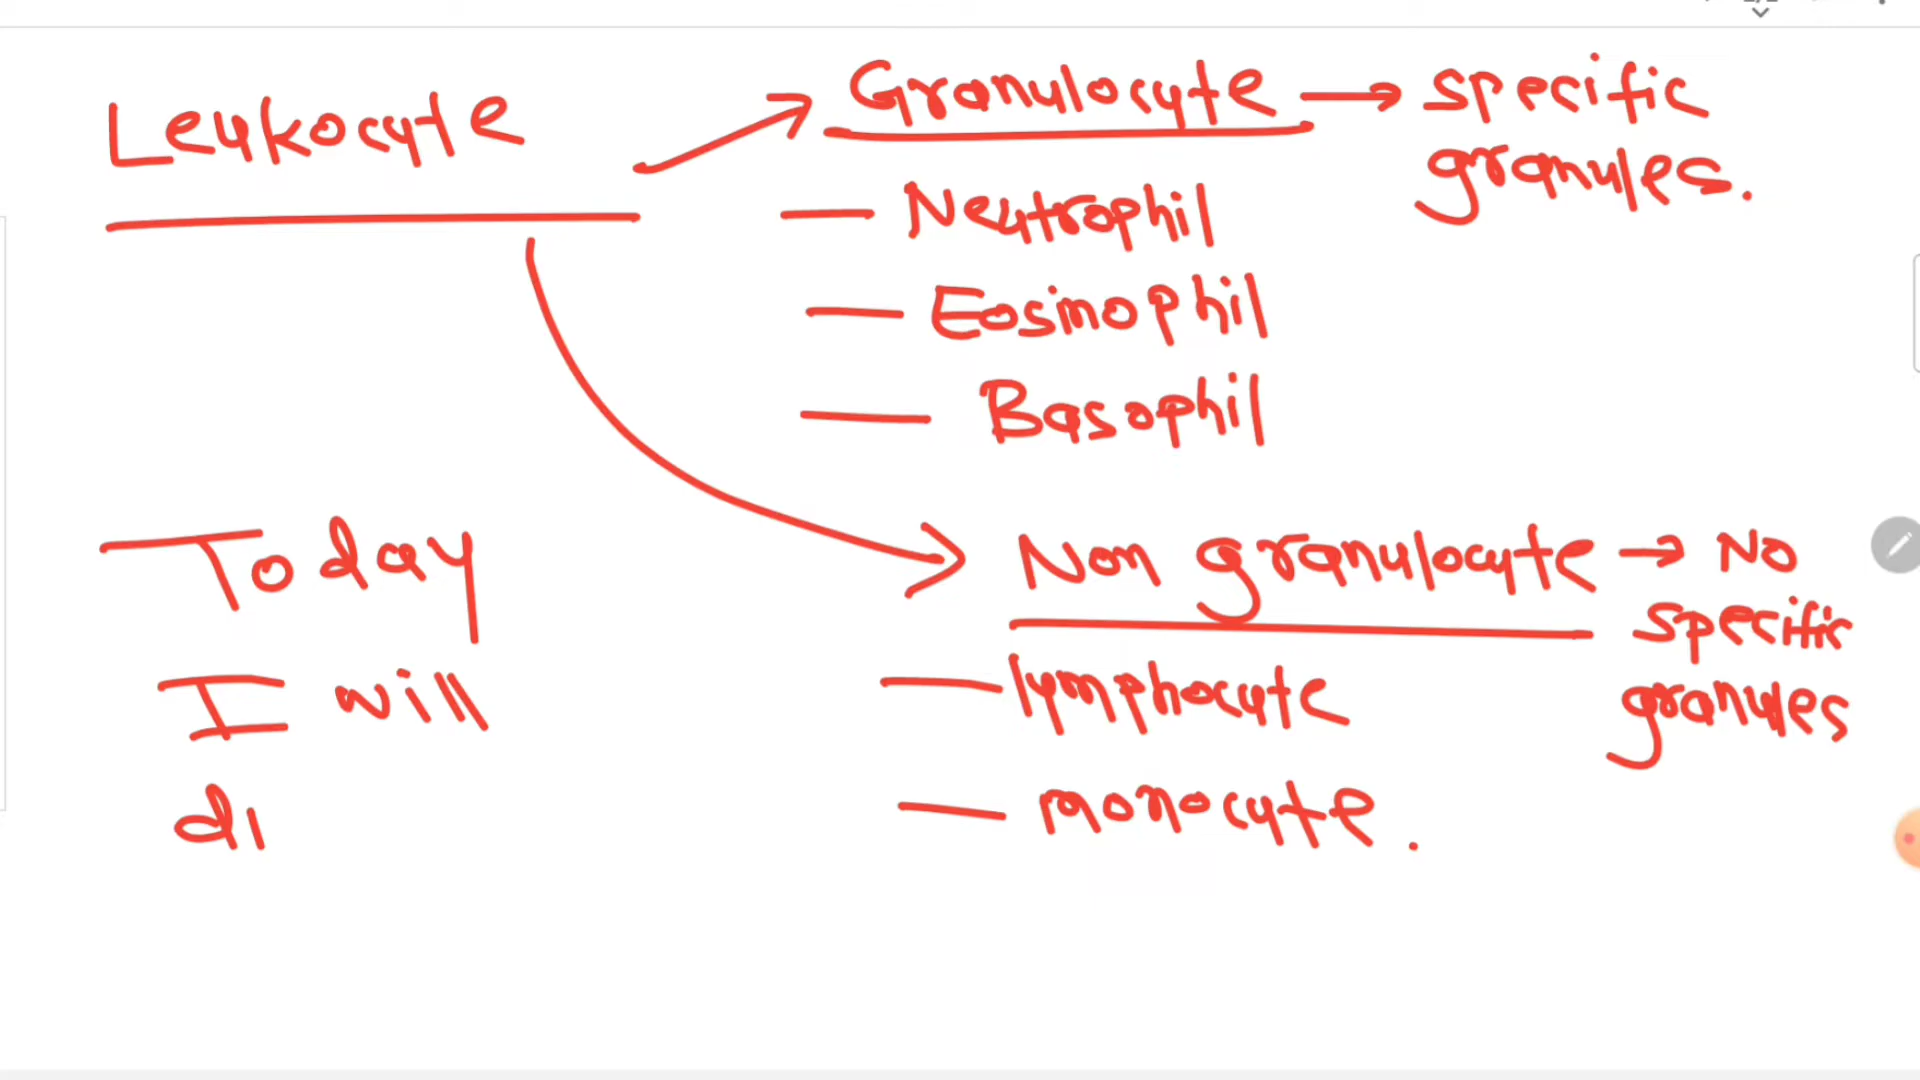 Leukocyte
Granulocyte → specific
granules.
— Neutrophil
— Eosinophil
— Basophil
Non granulocyte → No
specific
granules
— lymphocyte
— monocyte.
Today
I will
di